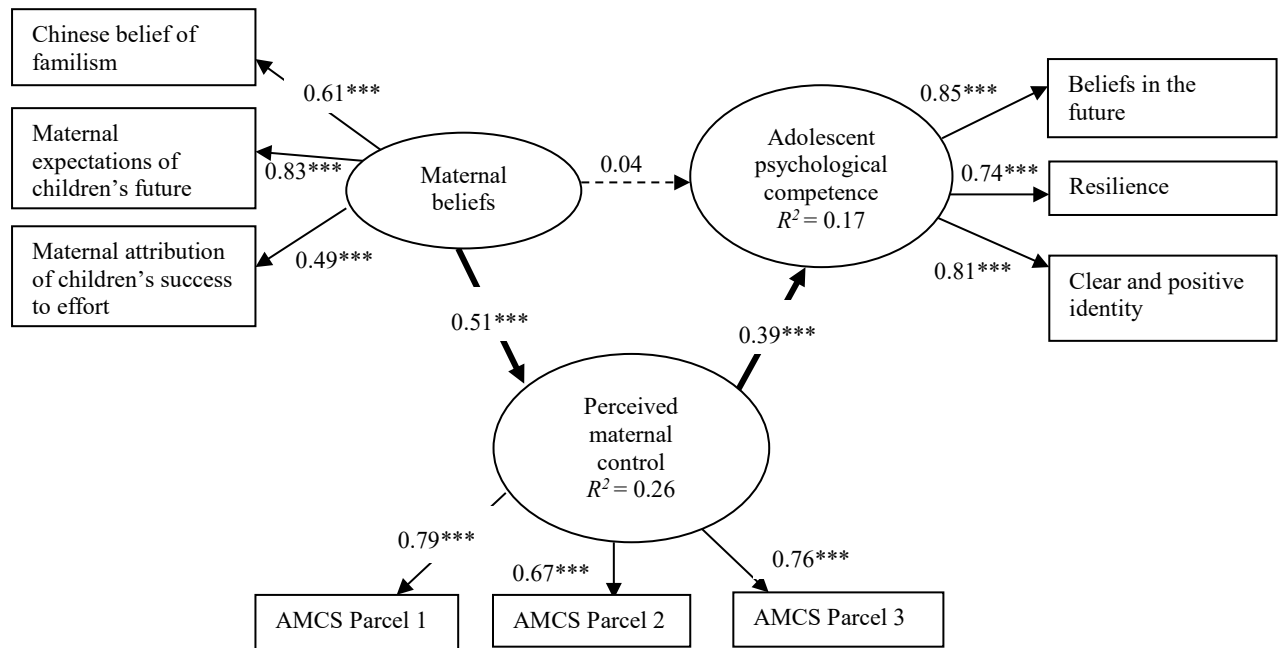 Chinese belief of
familism
0.61***
Maternal
expectations of
children’s future
0.83***
Maternal attribution
of children’s success
to effort
0.49***
Maternal
beliefs
0.04
Adolescent
psychological
competence
R² = 0.17
0.85***
Beliefs in the
future
0.74***
Resilience
0.81***
Clear and positive
identity
0.51***
0.39***
Perceived
maternal
control
R² = 0.26
0.79***
0.67***
0.76***
AMCS Parcel 1
AMCS Parcel 2
AMCS Parcel 3